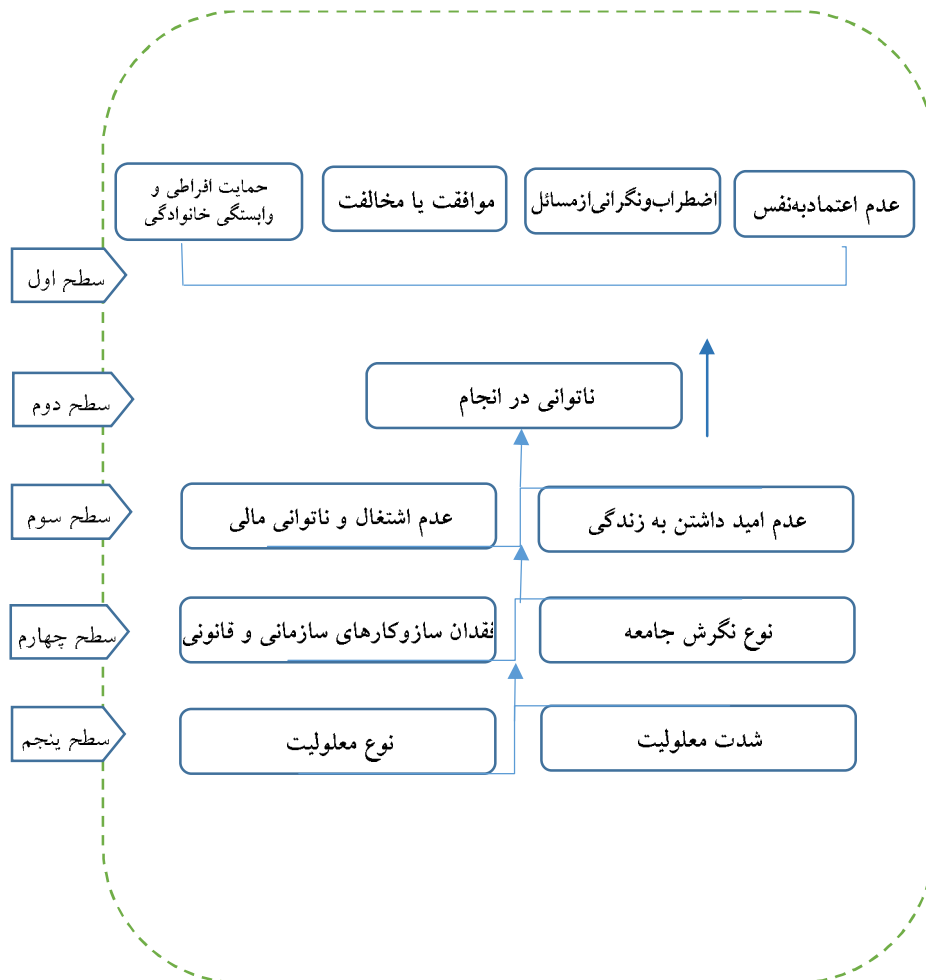 عدم اعتمادبه‌نفس
اضطراب‌ونگرانی‌ازمسائل
موافقت یا مخالفت
حمایت افراطی و
وابستگی خانوادگی
سطح اول
ناتوانی در انجام
سطح دوم
عدم امید داشتن به زندگی
عدم اشتغال و ناتوانی مالی
سطح سوم
نوع نگرش جامعه
فقدان سازوکارهای سازمانی و قانونی
سطح چهارم
شدت معلولیت
نوع معلولیت
سطح پنجم